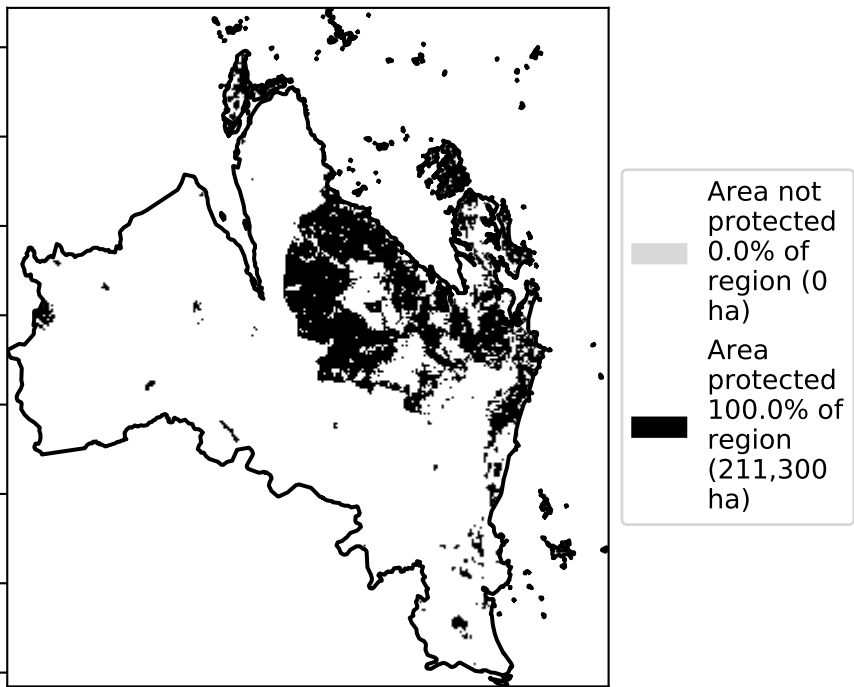 Area not
protected
0.0% of
region (0
ha)
Area
protected
100.0% of
region
(211,300
ha)